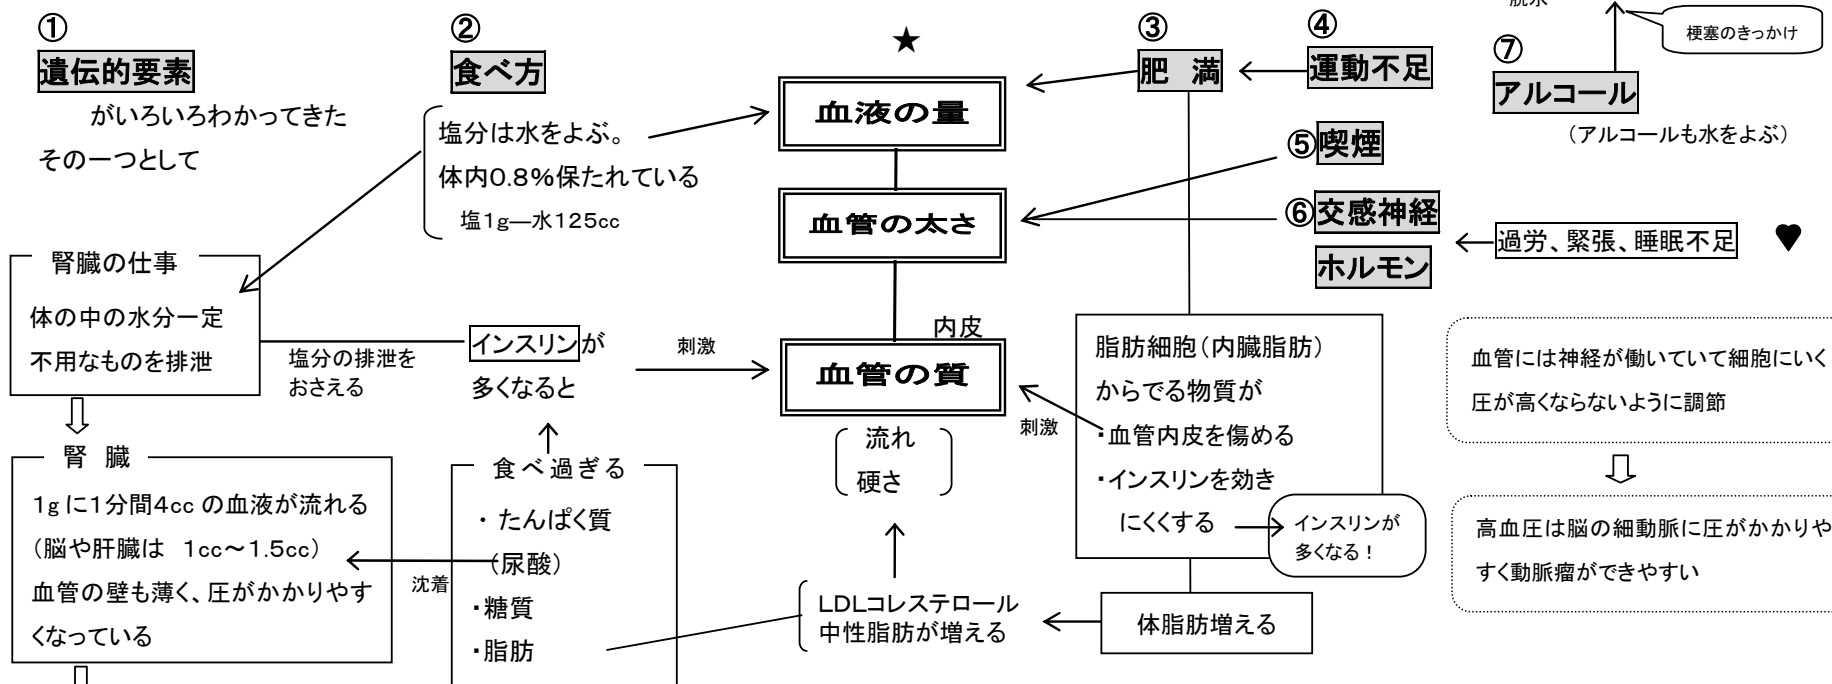 ①
遺伝的要素
がいろいろわかってきた
その一つとして
②
食べ方
塩分は水をよぶ。
体内0.8%保たれている
塩1g―水125cc
★
血液の量
血管の太さ
内皮
血管の質
流れ
硬さ
③
肥 満
④
運動不足
⑤喫煙
⑥交感神経
ホルモン
過労、緊張、睡眠不足
♥
脱水
梗塞のきっかけ
⑦
アルコール
(アルコールも水をよぶ)
腎臓の仕事
体の中の水分一定
不用なものを排泄
塩分の排泄を
おさえる
インスリンが
多くなると
刺激
腎 臓
1gに1分間4ccの血液が流れる
(脳や肝臓は 1cc~1.5cc)
血管の壁も薄く、圧がかかりやす
くなっている
沈着
食べ過ぎる
・たんぱく質
(尿酸)
・糖質
・脂肪
LDLコレステロール
中性脂肪が増える
刺激
脂肪細胞(内臓脂肪)
からでる物質が
・血管内皮を傷める
・インスリンを効き
にくくする
インスリンが
多くなる!
体脂肪増える
血管には神経が働いていて細胞にいく
圧が高くならないように調節
高血圧は脳の細動脈に圧がかかりや
すく動脈瘤ができやすい